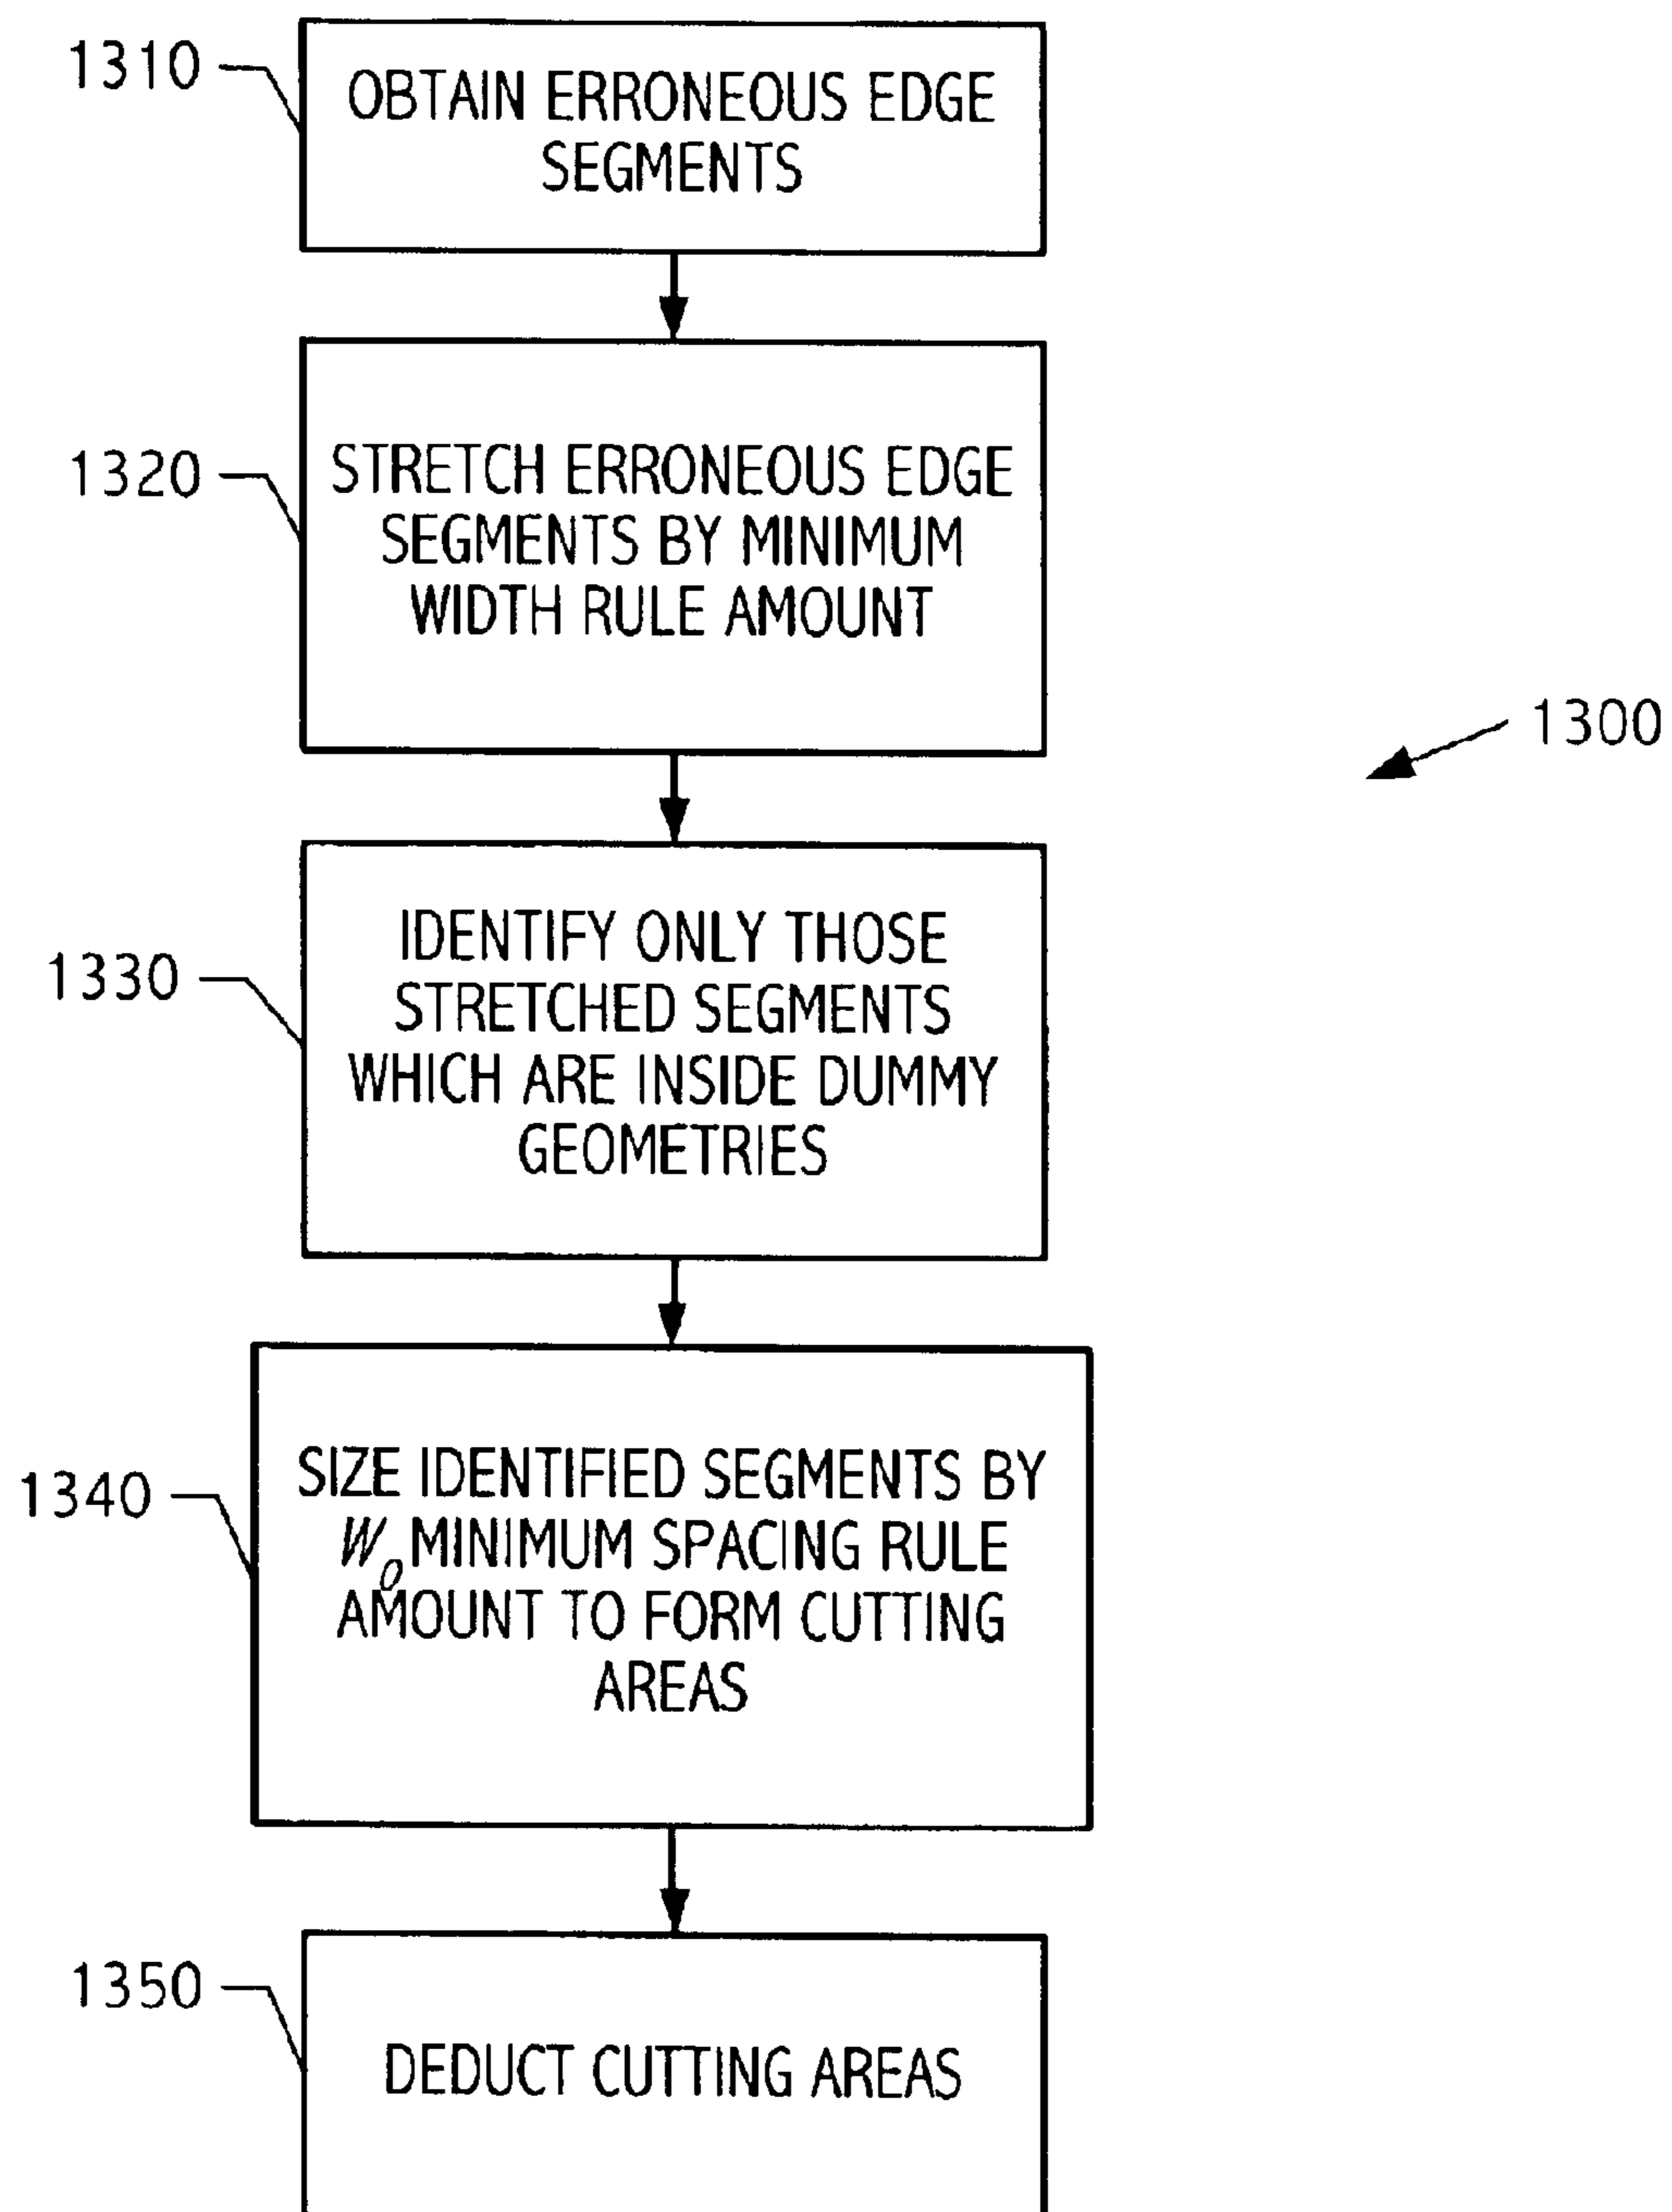 1310
OBTAIN ERRONEOUS EDGE
SEGMENTS
1320
STRETCH ERRONEOUS EDGE
SEGMENTS BY MINIMUM
WIDTH RULE AMOUNT
1300
1330
IDENTIFY ONLY THOSE
STRETCHED SEGMENTS
WHICH ARE INSIDE DUMMY
GEOMETRIES
1340
SIZE IDENTIFIED SEGMENTS BY
W0 MINIMUM SPACING RULE
AMOUNT TO FORM CUTTING
AREAS
1350
DEDUCT CUTTING AREAS